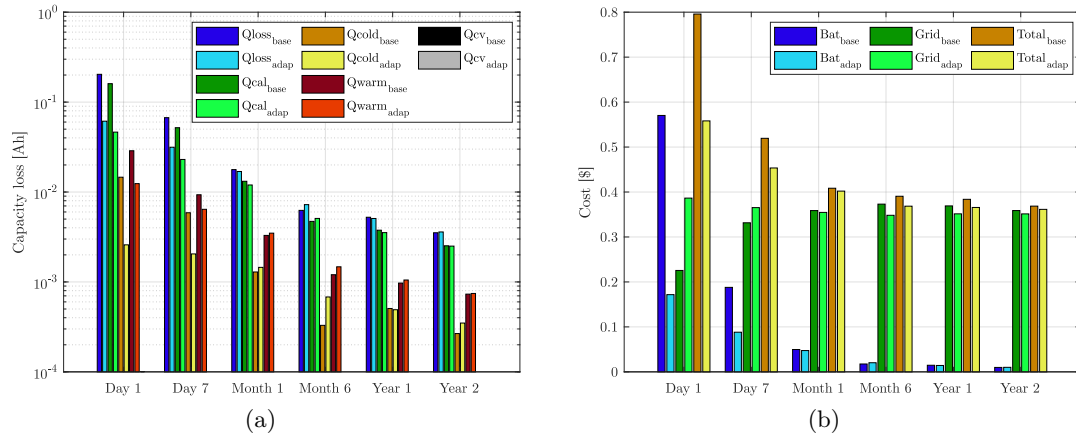 10^0
10^-1
10^-2
10^-3
10^-4
Capacity loss [Ah]
Qloss_base
Qloss_adap
Qcal_base
Qcal_adap
Qcold_base
Qcold_adap
Qwarm_base
Qwarm_adap
Qcv_base
Qcv_adap
Day 1 Day 7 Month 1 Month 6 Year 1 Year 2
(a)
0.8
0.7
0.6
0.5
0.4
0.3
0.2
0.1
0
Cost [$]
Bat_base
Bat_adap
Grid_base
Grid_adap
Total_base
Total_adap
Day 1 Day 7 Month 1 Month 6 Year 1 Year 2
(b)